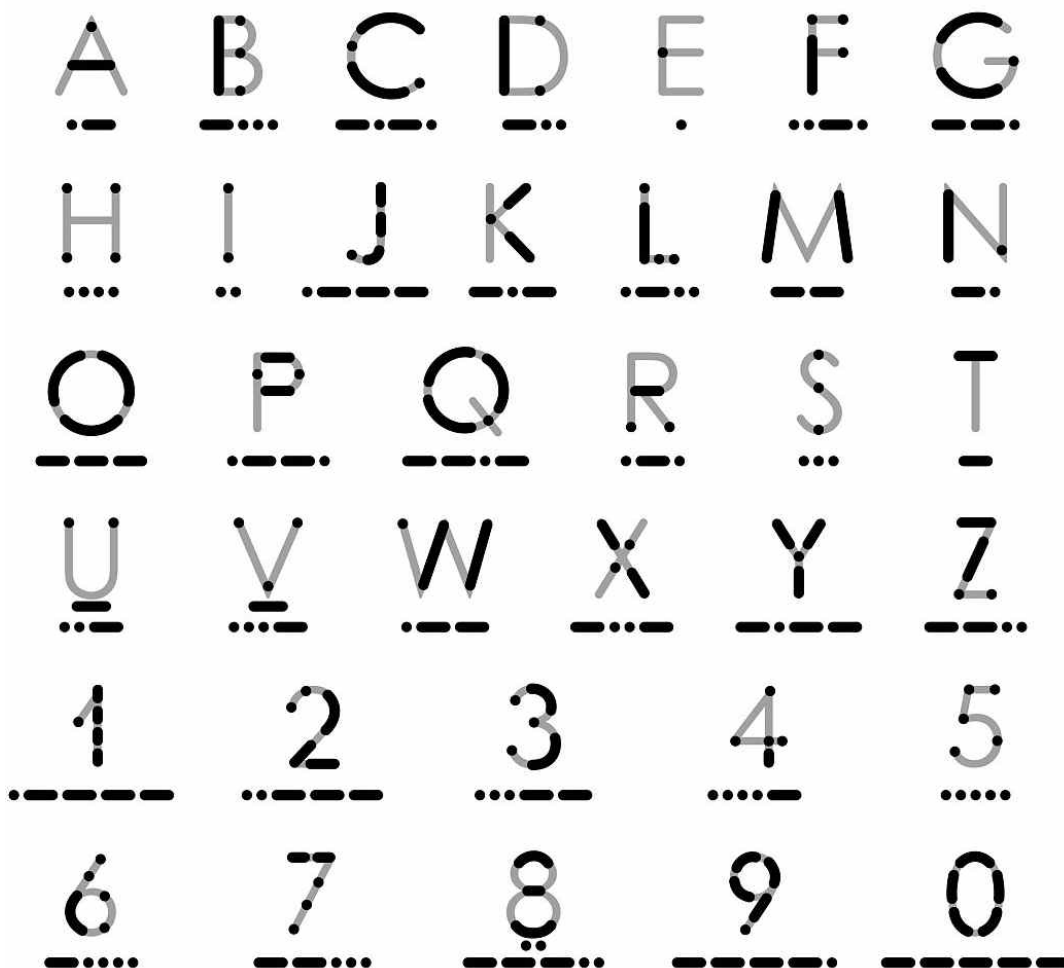 A B C D E F G
•– –••• –•–• –•• • ••–• ––•
H I J K L M N
•••• •• •––– –•– •–•• –– –•
O P Q R S T
––– •––• ––•– •–• ••• –
U V W X Y Z
••– •••– •–– –••– –•–– ––••
1 2 3 4 5
•–––– ••––– •••–– ••••– •••••
6 7 8 9 0
–•••• ––••• –––•• ––––• –––––